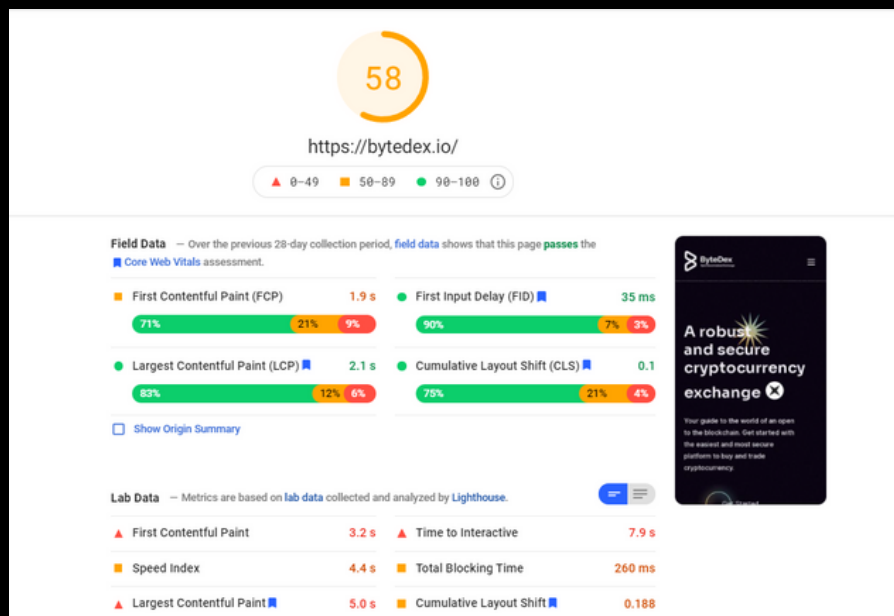 58
https://bytedex.io/
0–49 50–89 90–100
Field Data — Over the previous 28-day collection period, field data shows that this page passes the
Core Web Vitals assessment.
First Contentful Paint (FCP) 1.9 s
71% 21% 9%
First Input Delay (FID) 35 ms
90% 7% 3%
Largest Contentful Paint (LCP) 2.1 s
83% 12% 6%
Cumulative Layout Shift (CLS) 0.1
75% 21% 4%
Show Origin Summary
Lab Data — Metrics are based on lab data collected and analyzed by Lighthouse.
First Contentful Paint 3.2 s
Time to Interactive 7.9 s
Speed Index 4.4 s
Total Blocking Time 260 ms
Largest Contentful Paint 5.0 s
Cumulative Layout Shift 0.188
ByteDex
A robust
and secure
cryptocurrency
exchange
Your guide to the world of an open
to the blockchain. Get started with
the easiest and most secure
platform to buy and trade
cryptocurrency.
Get Started